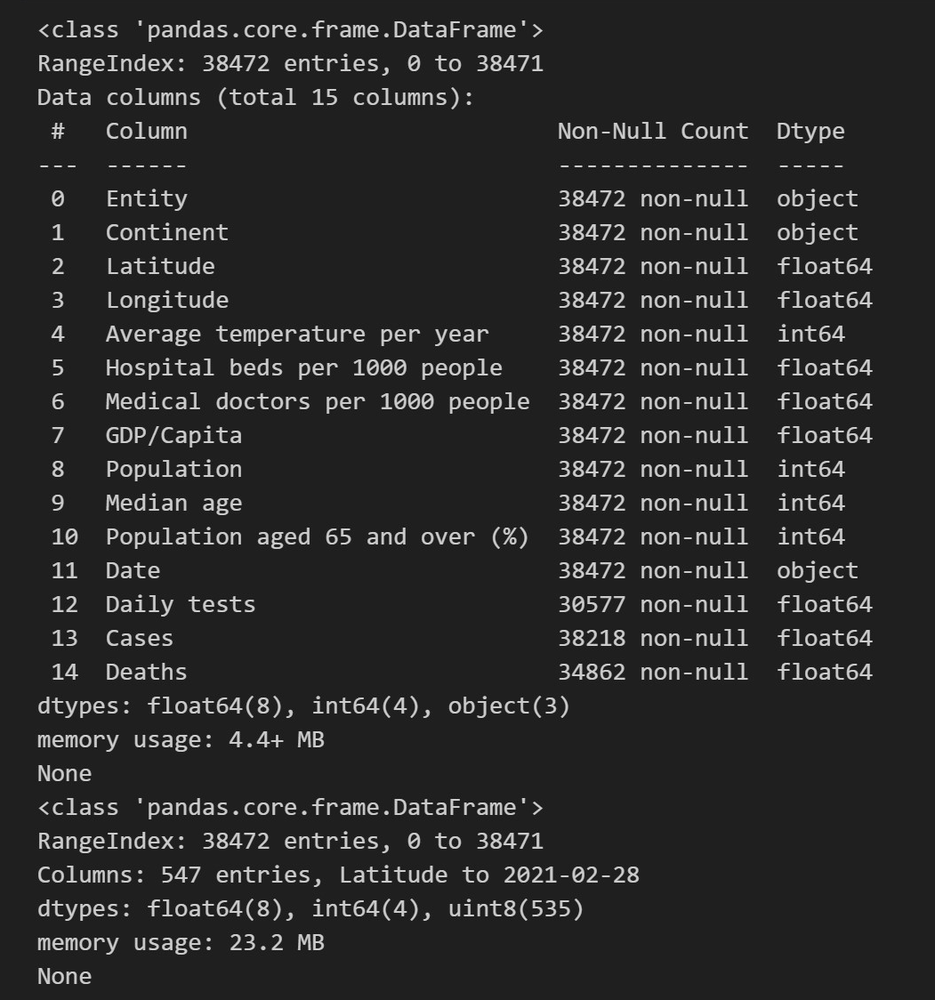 <class 'pandas.core.frame.DataFrame'>
RangeIndex: 38472 entries, 0 to 38471
Data columns (total 15 columns):
 #   Column                           Non-Null Count  Dtype
---  ------                           --------------  -----
 0   Entity                           38472 non-null  object
 1   Continent                        38472 non-null  object
 2   Latitude                         38472 non-null  float64
 3   Longitude                        38472 non-null  float64
 4   Average temperature per year     38472 non-null  int64
 5   Hospital beds per 1000 people    38472 non-null  float64
 6   Medical doctors per 1000 people  38472 non-null  float64
 7   GDP/Capita                       38472 non-null  float64
 8   Population                       38472 non-null  int64
 9   Median age                       38472 non-null  int64
 10  Population aged 65 and over (%)  38472 non-null  int64
 11  Date                             38472 non-null  object
 12  Daily tests                      30577 non-null  float64
 13  Cases                            38218 non-null  float64
 14  Deaths                           34862 non-null  float64
dtypes: float64(8), int64(4), object(3)
memory usage: 4.4+ MB
None
<class 'pandas.core.frame.DataFrame'>
RangeIndex: 38472 entries, 0 to 38471
Columns: 547 entries, Latitude to 2021-02-28
dtypes: float64(8), int64(4), uint8(535)
memory usage: 23.2 MB
None